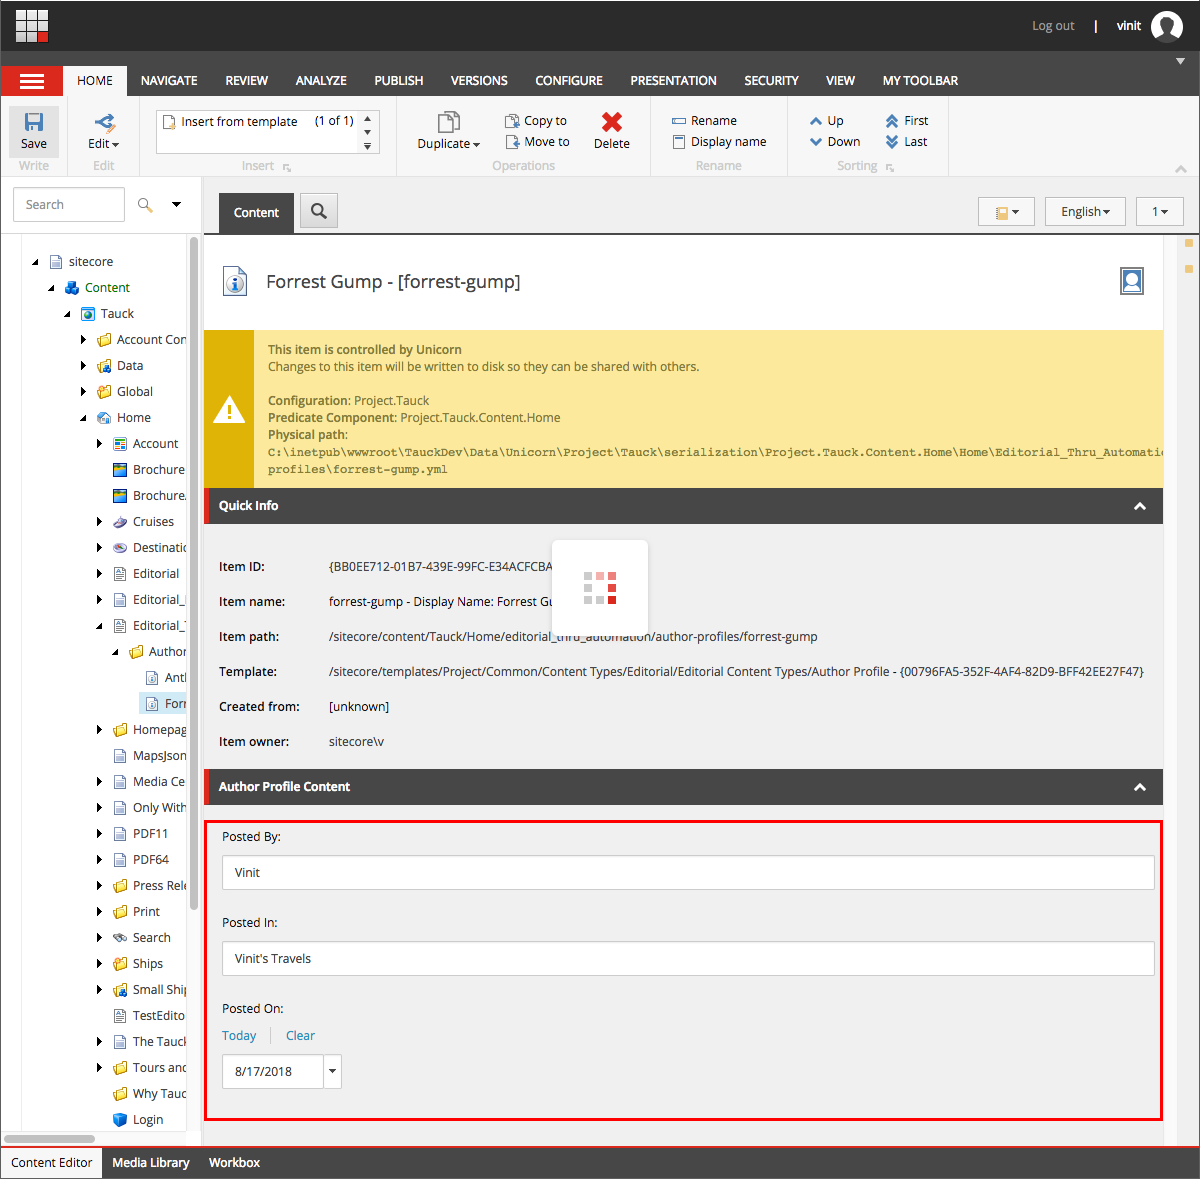 Log out | vinit
HOME NAVIGATE REVIEW ANALYZE PUBLISH VERSIONS CONFIGURE PRESENTATION SECURITY VIEW MY TOOLBAR
Save
Write
Edit
Edit
Insert from template (1 of 1)
Insert
Duplicate
Copy to
Move to
Delete
Operations
Rename
Display name
Rename
Up
Down
First
Last
Sorting
Search
Content
English
1
sitecore
Content
Tauck
Account Con
Data
Global
Home
Account
Brochure
Brochure
Cruises
Destinatio
Editorial
Editorial_
Editorial_
Author
Ant
Forr
Homepag
MapsJson
Media Ce
Only With
PDF11
PDF64
Press Rele
Print
Search
Ships
Small Ship
TestEdito
The Tauck
Tours and
Why Tauc
Login
Forrest Gump - [forrest-gump]
This item is controlled by Unicorn
Changes to this item will be written to disk so they can be shared with others.
Configuration: Project.Tauck
Predicate Component: Project.Tauck.Content.Home
Physical path:
C:\inetpub\wwwroot\TauckDev\Data\Unicorn\Project\Tauck\serialization\Project.Tauck.Content.Home\Home\Editorial_Thru_Automatio
profiles\forrest-gump.yml
Quick Info
Item ID: {BB0EE712-01B7-439E-99FC-E34ACFCBA
Item name: forrest-gump - Display Name: Forrest Gu
Item path: /sitecore/content/Tauck/Home/editorial_thru_automation/author-profiles/forrest-gump
Template: /sitecore/templates/Project/Common/Content Types/Editorial/Editorial Content Types/Author Profile - {00796FA5-352F-4AF4-82D9-BFF42EE27F47}
Created from: [unknown]
Item owner: sitecore\v
Author Profile Content
Posted By:
Vinit
Posted In:
Vinit's Travels
Posted On:
Today Clear
8/17/2018
Content Editor Media Library Workbox